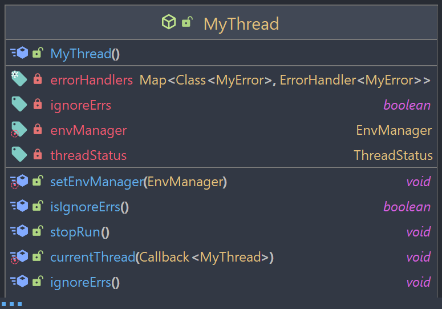 MyThread
MyThread()
errorHandlers Map<Class<MyError>, ErrorHandler<MyError>>
ignoreErrs boolean
envManager EnvManager
threadStatus ThreadStatus
setEnvManager(EnvManager) void
isIgnoreErrs() boolean
stopRun() void
currentThread(Callback<MyThread>) void
ignoreErrs() void